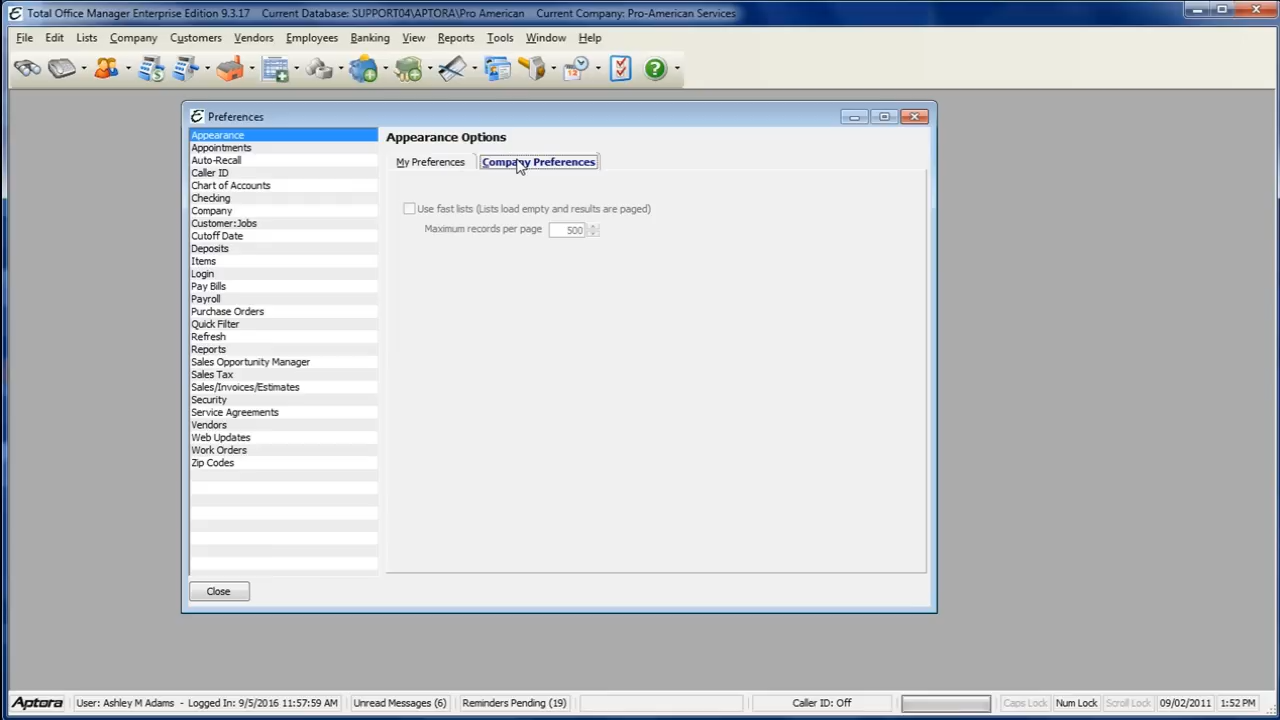 Total Office Manager Enterprise Edition 9.3.17 Current Database: SUPPORT04\APTORA\Pro American Current Company: Pro-American Services
File Edit Lists Company Customers Vendors Employees Banking View Reports Tools Window Help
Preferences
Appearance
Appointments
Auto-Recall
Caller ID
Chart of Accounts
Checking
Company
Customer:Jobs
Cutoff Date
Deposits
Items
Login
Pay Bills
Payroll
Purchase Orders
Quick Filter
Refresh
Reports
Sales Opportunity Manager
Sales Tax
Sales/Invoices/Estimates
Security
Service Agreements
Vendors
Web Updates
Work Orders
Zip Codes
Appearance Options
My Preferences Company Preferences
Use fast lists (Lists load empty and results are paged)
Maximum records per page 500
Close
Aptora User: Ashley M Adams - Logged In: 9/5/2016 11:57:59 AM Unread Messages (6) Reminders Pending (19) Caller ID: Off Caps Lock Num Lock Scroll Lock 09/02/2011 1:52 PM